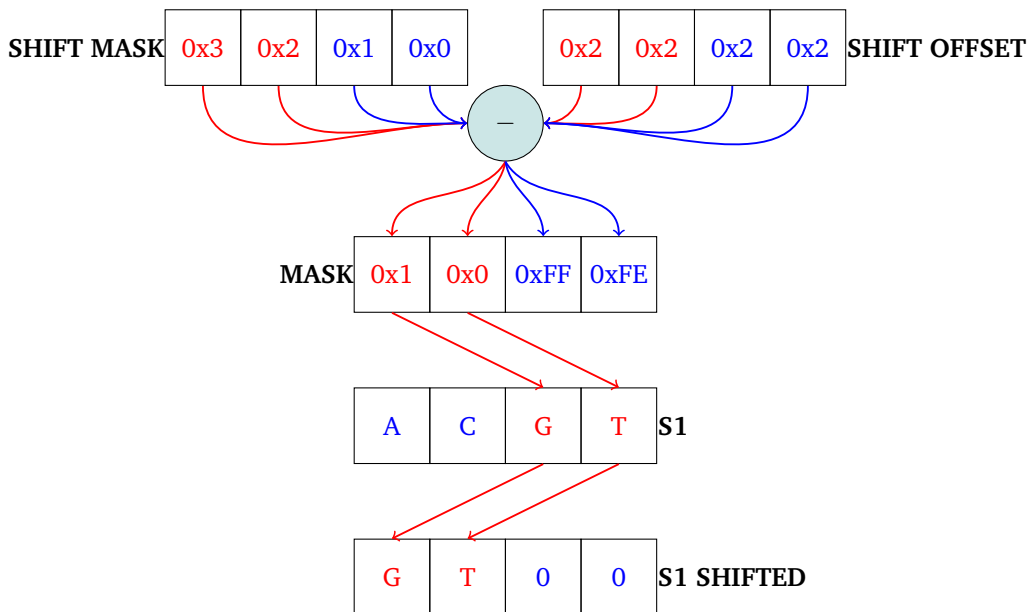 SHIFT MASK 0x3 0x2 0x1 0x0 0x2 0x2 0x2 0x2 SHIFT OFFSET
−
MASK 0x1 0x0 0xFF 0xFE
A C G T S1
G T 0 0 S1 SHIFTED